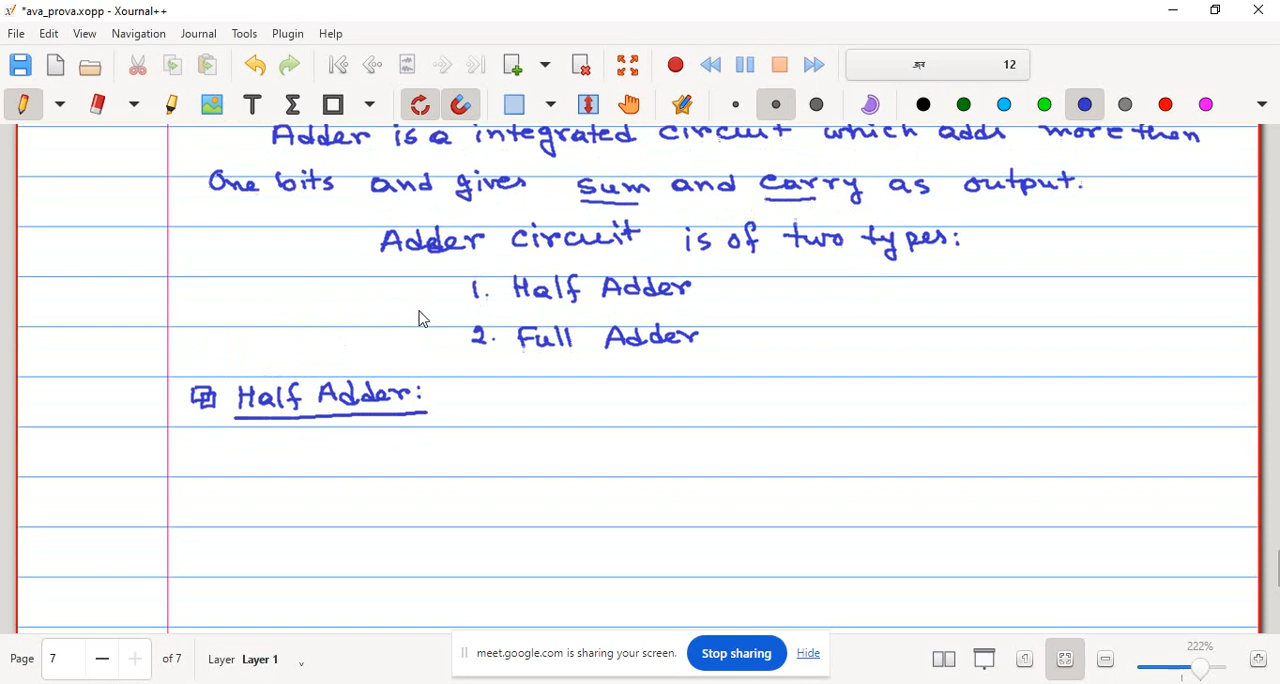 *ava_prova.xopp - Xournal++
File Edit View Navigation Journal Tools Plugin Help
12
Adder is a integrated circuit which adds more then
One bits and gives sum and carry as output.
Adder circuit is of two types:
1. Half Adder
2. Full Adder
Half Adder:
Page 7 of 7 Layer Layer 1
meet.google.com is sharing your screen. Stop sharing Hide
222%